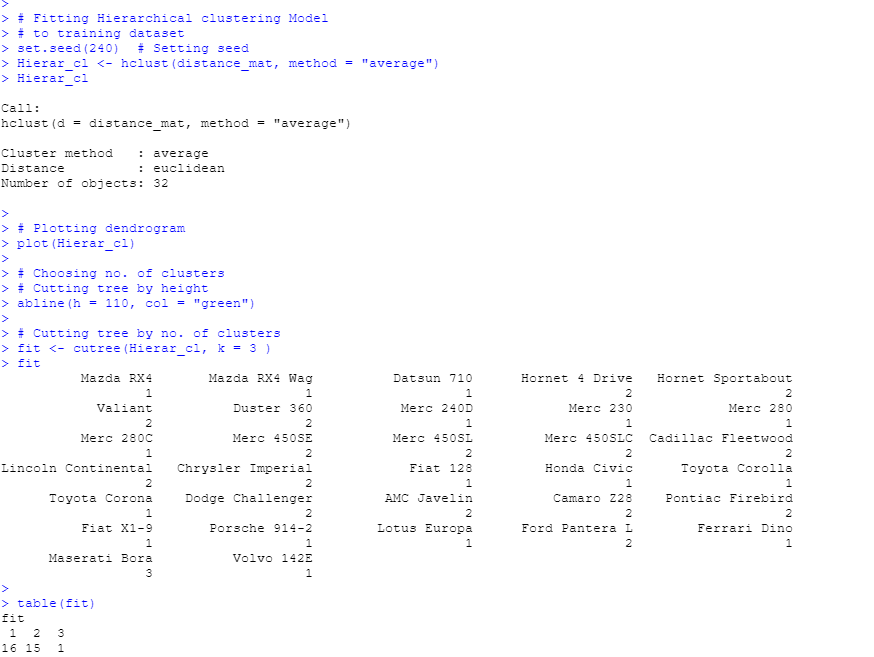 >
> # Fitting Hierarchical clustering Model
> # to training dataset
> set.seed(240)  # Setting seed
> Hierar_cl <- hclust(distance_mat, method = "average")
> Hierar_cl

Call:
hclust(d = distance_mat, method = "average")

Cluster method   : average
Distance         : euclidean
Number of objects: 32

>
> # Plotting dendrogram
> plot(Hierar_cl)
>
> # Choosing no. of clusters
> # Cutting tree by height
> abline(h = 110, col = "green")
>
> # Cutting tree by no. of clusters
> fit <- cutree(Hierar_cl, k = 3 )
> fit
          Mazda RX4       Mazda RX4 Wag          Datsun 710      Hornet 4 Drive   Hornet Sportabout
                  1                   1                   1                   2                   2
            Valiant          Duster 360           Merc 240D            Merc 230            Merc 280
                  2                   2                   1                   1                   1
          Merc 280C          Merc 450SE          Merc 450SL         Merc 450SLC  Cadillac Fleetwood
                  1                   2                   2                   2                   2
Lincoln Continental   Chrysler Imperial            Fiat 128         Honda Civic      Toyota Corolla
                  2                   2                   1                   1                   1
      Toyota Corona    Dodge Challenger         AMC Javelin          Camaro Z28    Pontiac Firebird
                  1                   2                   2                   2                   2
          Fiat X1-9       Porsche 914-2        Lotus Europa      Ford Pantera L        Ferrari Dino
                  1                   1                   1                   2                   1
      Maserati Bora          Volvo 142E
                  3                   1
>
> table(fit)
fit
 1  2  3
16 15  1